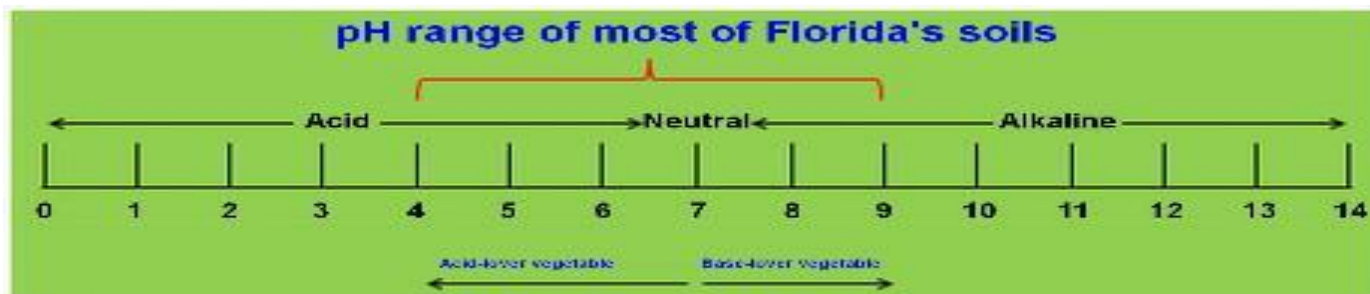 pH range of most of Florida's soils
Acid Neutral Alkaline
0 1 2 3 4 5 6 7 8 9 10 11 12 13 14
Acid-lover vegetable Base-lover vegetable